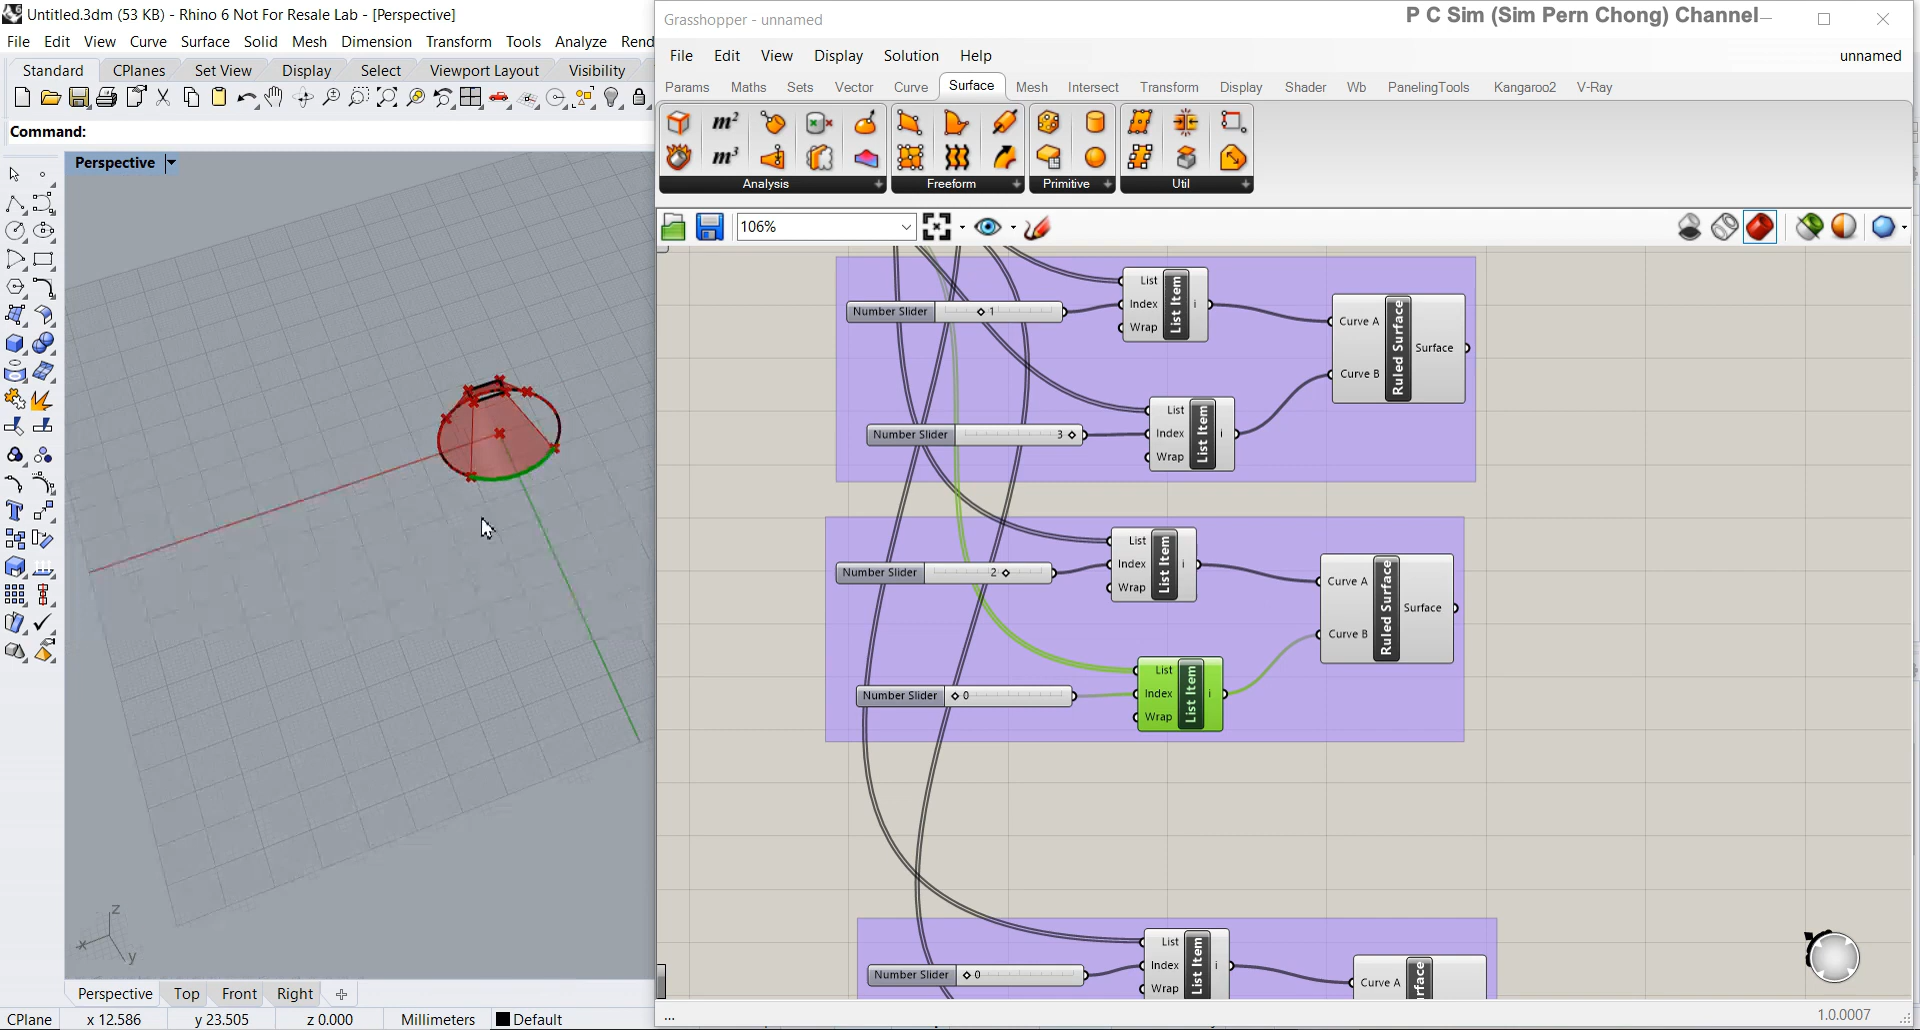 Untitled.3dm (53 KB) - Rhino 6 Not For Resale Lab - [Perspective]
File Edit View Curve Surface Solid Mesh Dimension Transform Tools Analyze Rend
Standard CPlanes Set View Display Select Viewport Layout Visibility
Command:
Perspective
z
x
y
Perspective Top Front Right
CPlane x 12.586 y 23.505 z 0.000 Millimeters Default
Grasshopper - unnamed
P C Sim (Sim Pern Chong) Channel
File Edit View Display Solution Help
unnamed
Params Maths Sets Vector Curve Surface Mesh Intersect Transform Display Shader Wb PanelingTools Kangaroo2 V-Ray
m²
m³
Analysis Freeform Primitive Util
106%
Number Slider 1
List
Index
Wrap
List Item
i
Curve A
Curve B
Ruled Surface
Surface
Number Slider 3
List
Index
Wrap
List Item
i
Number Slider 2
List
Index
Wrap
List Item
i
Curve A
Curve B
Ruled Surface
Surface
Number Slider 0
List
Index
Wrap
List Item
i
Number Slider 0
List
Index
Wrap
List Item
i
Curve A
rface
...
1.0.0007